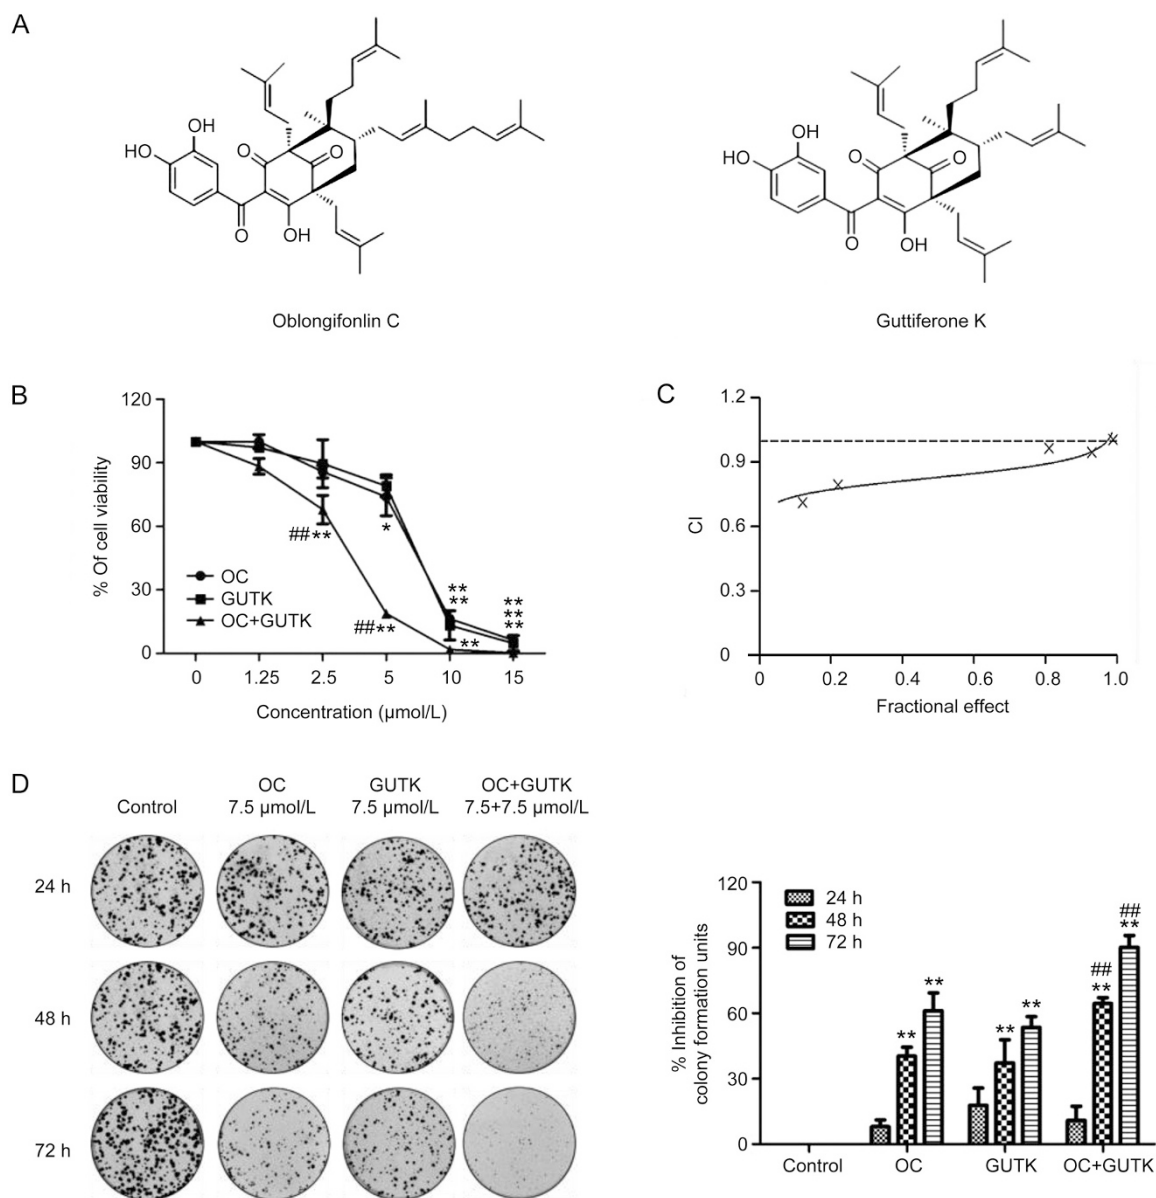 A
OH
HO
O
O
O
OH
Oblongifonlin C
OH
HO
O
O
O
OH
Guttiferone K
B
% Of cell viability
120
90
60
30
0
##**
*
##**
**
**
**
**
**
**
OC
GUTK
OC+GUTK
0 1.25 2.5 5 10 15
Concentration (μmol/L)
C
CI
1.2
0.9
0.6
0.3
0
0 0.2 0.4 0.6 0.8 1.0
Fractional effect
D
Control
OC
7.5 μmol/L
GUTK
7.5 μmol/L
OC+GUTK
7.5+7.5 μmol/L
24 h
48 h
72 h
% Inhibition of
colony formation units
120
90
60
30
0
24 h
48 h
72 h
**
**
**
**
##
**
##
**
Control OC GUTK OC+GUTK